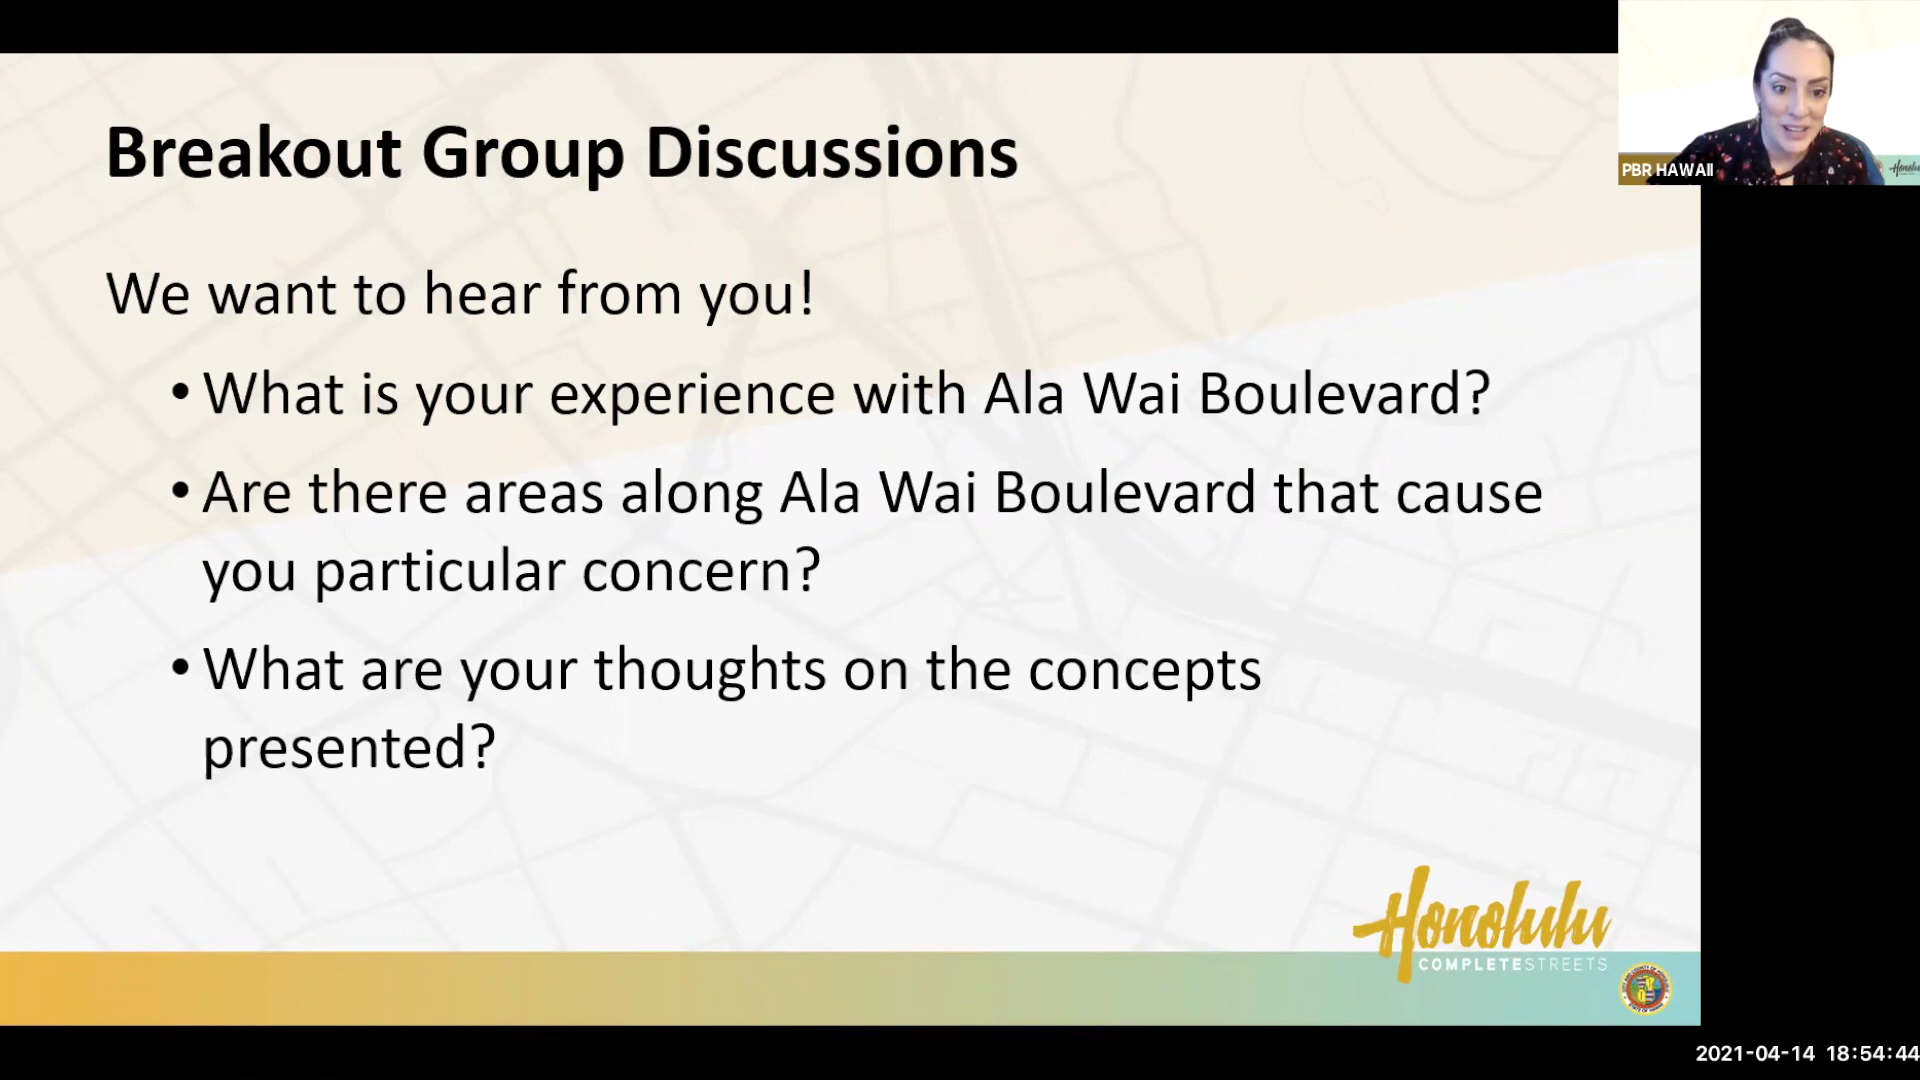 Breakout Group Discussions
We want to hear from you!
• What is your experience with Ala Wai Boulevard?
• Are there areas along Ala Wai Boulevard that cause
you particular concern?
• What are your thoughts on the concepts
presented?
Honolulu
COMPLETESTREETS
PBR HAWAII
2021-04-14 18:54:44